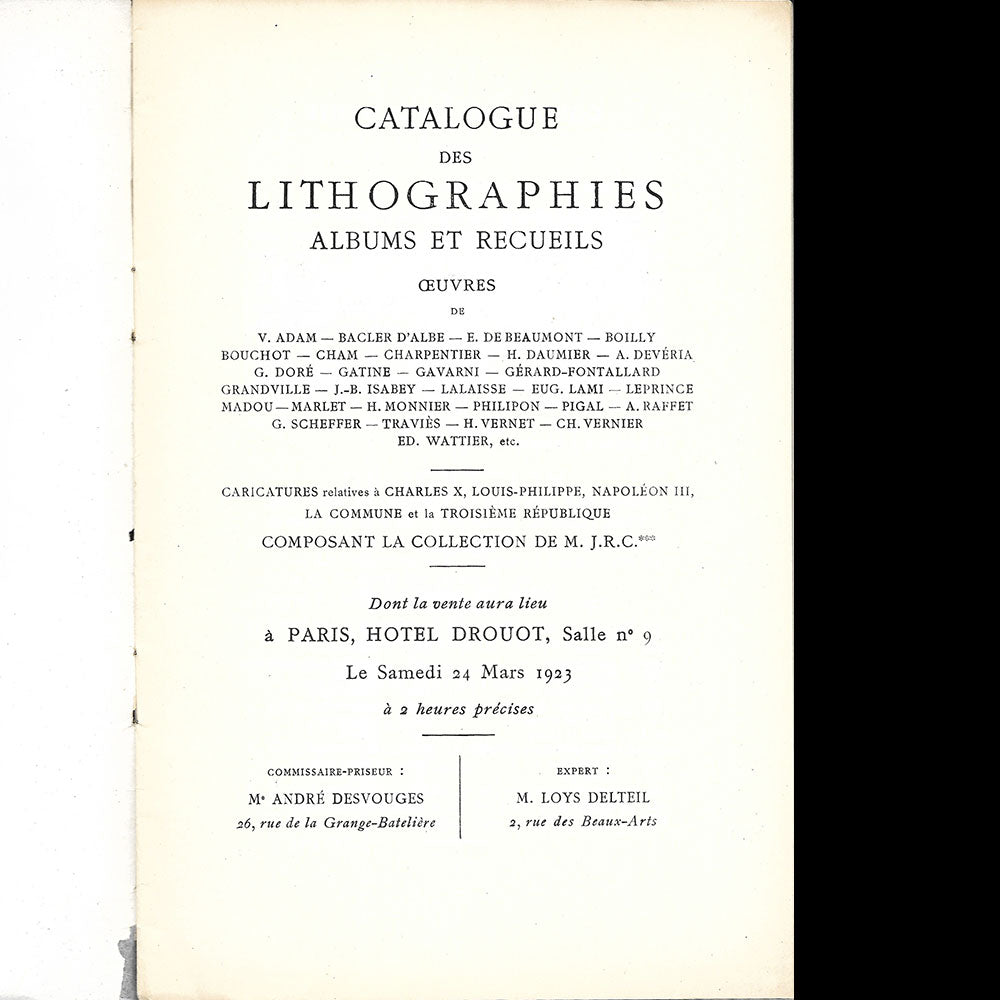 CATALOGUE
DES
LITHOGRAPHIES
ALBUMS ET RECUEILS
ŒUVRES
DE
V. ADAM — BACLER D'ALBE — E. DE BEAUMONT — BOILLY
BOUCHOT — CHAM — CHARPENTIER — H. DAUMIER — A. DEVÉRIA
G. DORÉ — GATINE — GAVARNI — GÉRARD-FONTALLARD
GRANDVILLE — J.-B. ISABEY — LALAISSE — EUG. LAMI — LEPRINCE
MADOU — MARLET — H. MONNIER — PHILIPON — PIGAL — A. RAFFET
G. SCHEFFER — TRAVIÈS — H. VERNET — CH. VERNIER
ED. WATTIER, etc.
CARICATURES relatives à CHARLES X, LOUIS-PHILIPPE, NAPOLÉON III,
LA COMMUNE et la TROISIÈME RÉPUBLIQUE
COMPOSANT LA COLLECTION DE M. J.R.C.***
Dont la vente aura lieu
à PARIS, HOTEL DROUOT, Salle n° 9
Le Samedi 24 Mars 1923
à 2 heures précises
COMMISSAIRE-PRISEUR :
Mᵉ ANDRÉ DESVOUGES
26, rue de la Grange-Batelière
EXPERT :
M. LOYS DELTEIL
2, rue des Beaux-Arts